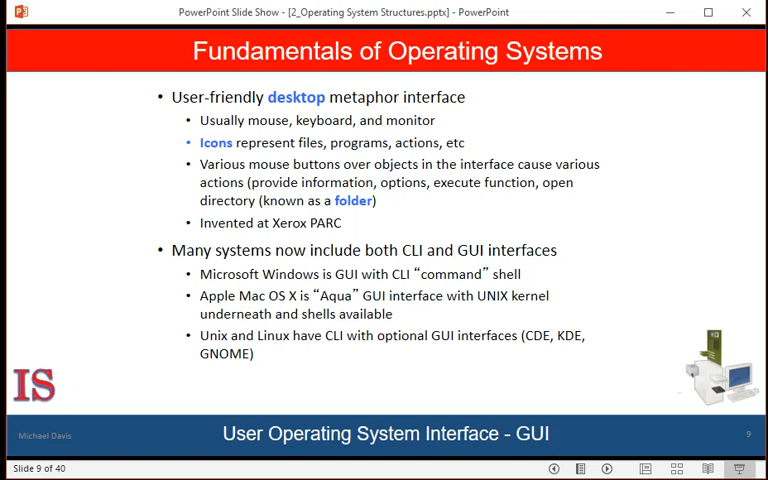 PowerPoint Slide Show - [2_Operating System Structures.pptx] - PowerPoint
Fundamentals of Operating Systems
• User-friendly desktop metaphor interface
• Usually mouse, keyboard, and monitor
• Icons represent files, programs, actions, etc
• Various mouse buttons over objects in the interface cause various
actions (provide information, options, execute function, open
directory (known as a folder)
• Invented at Xerox PARC
• Many systems now include both CLI and GUI interfaces
• Microsoft Windows is GUI with CLI “command” shell
• Apple Mac OS X is “Aqua” GUI interface with UNIX kernel
underneath and shells available
• Unix and Linux have CLI with optional GUI interfaces (CDE, KDE,
GNOME)
IS
Michael Davis
User Operating System Interface - GUI
9
Slide 9 of 40